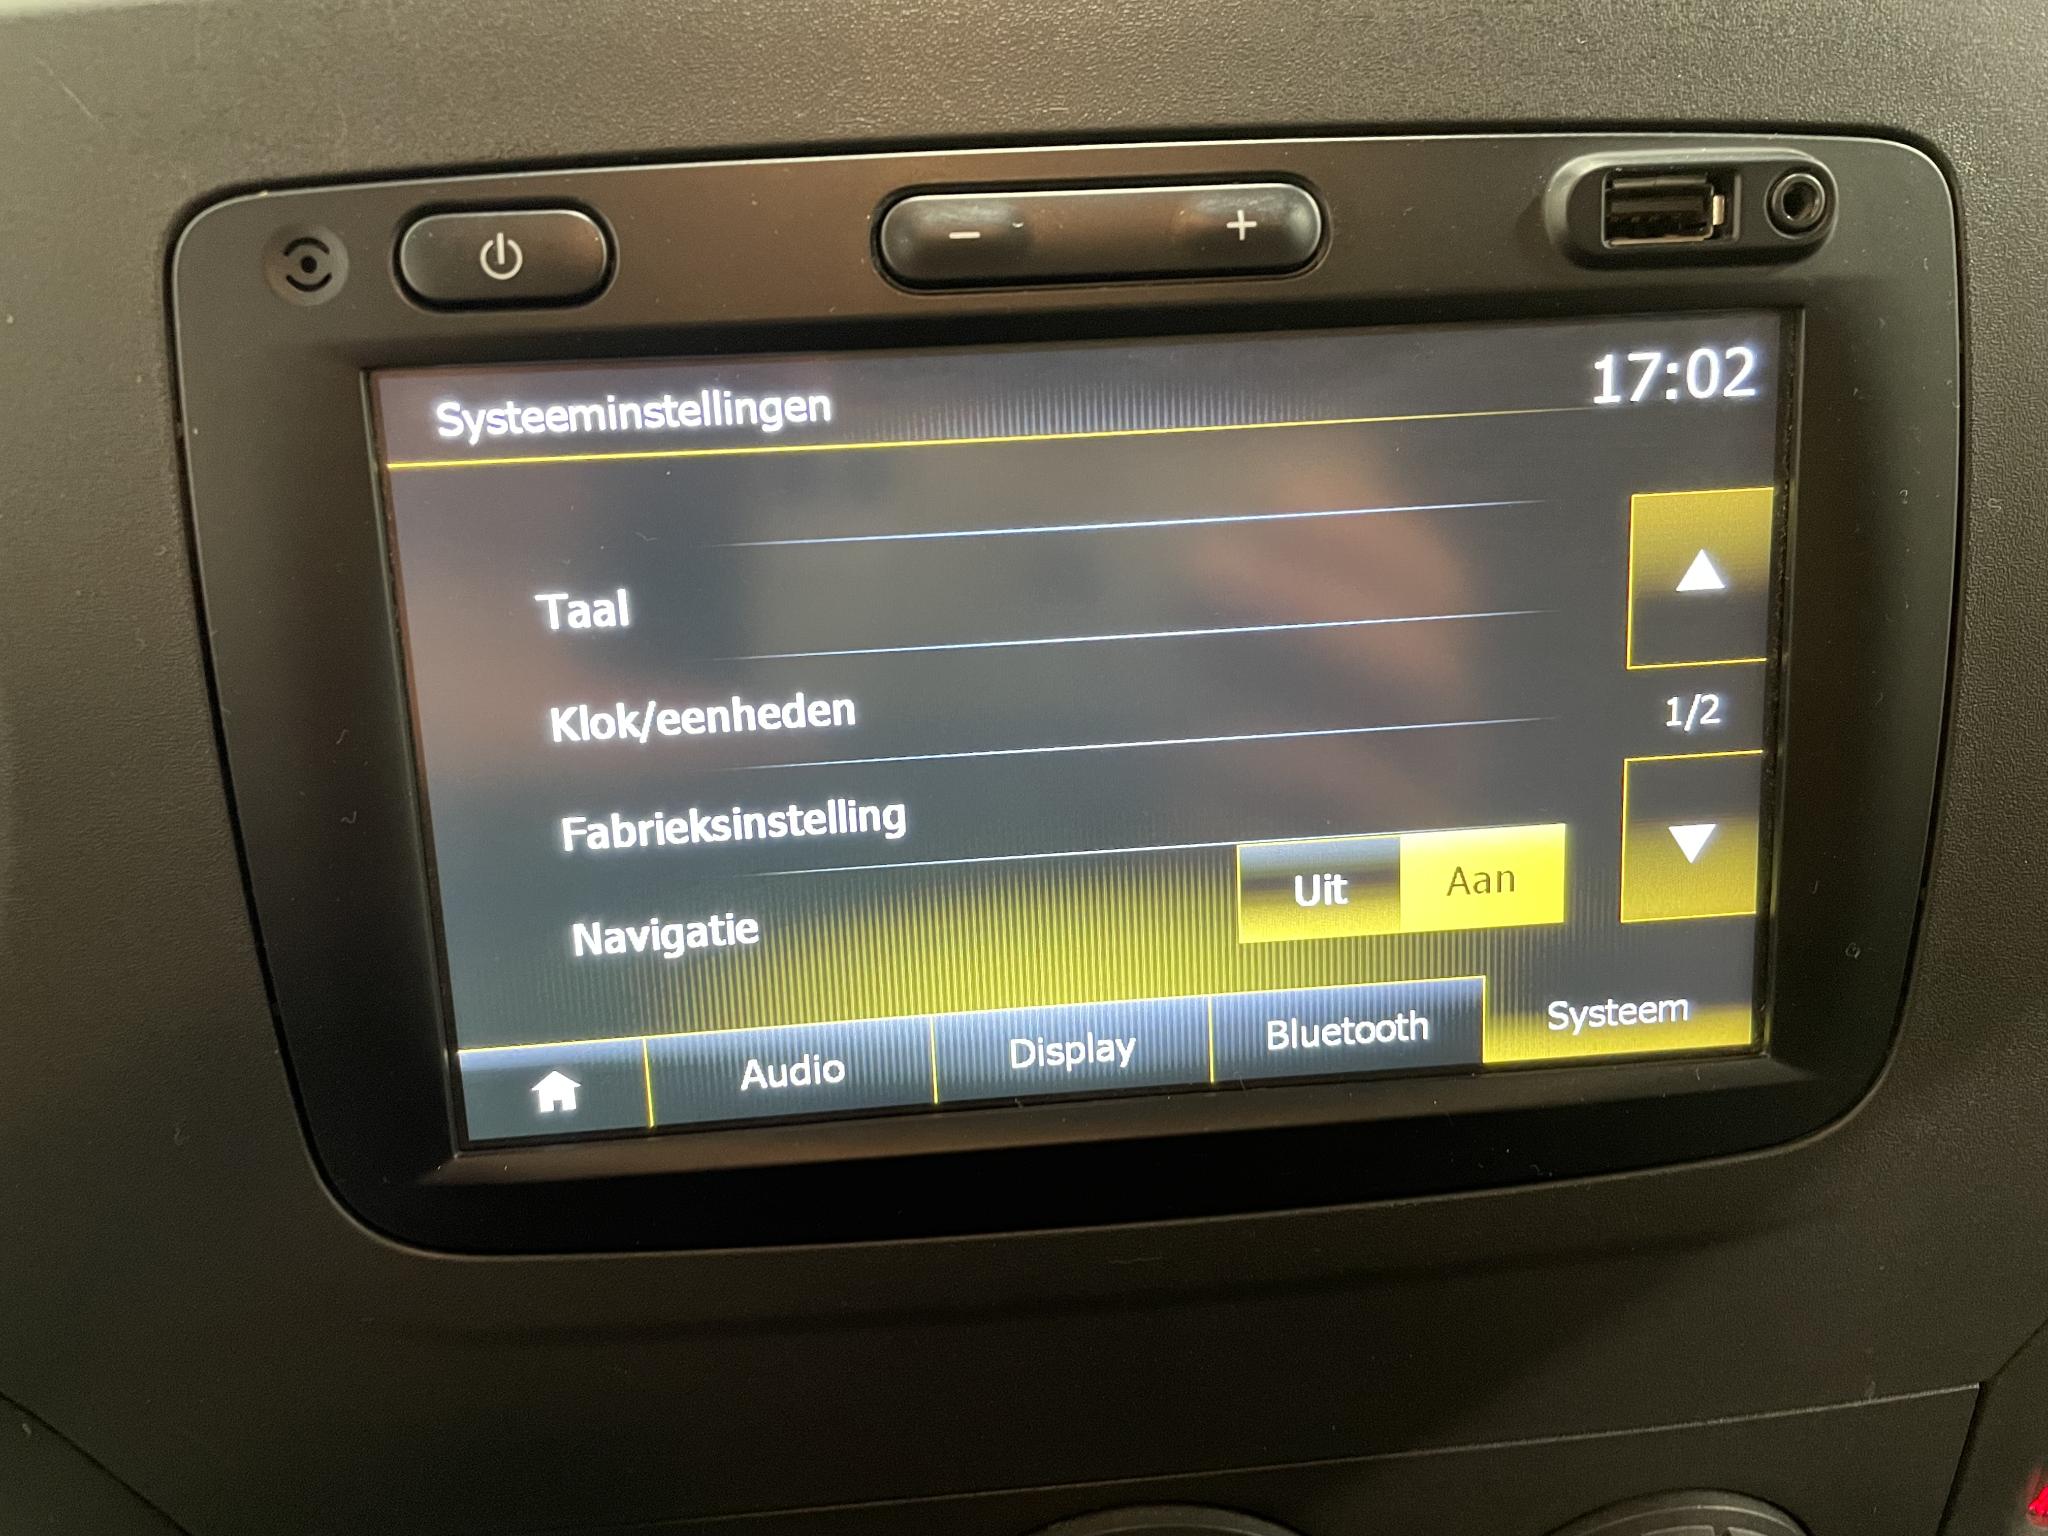 Systeeminstellingen
17:02
Taal
Klok/eenheden
1/2
Fabrieksinstelling
Navigatie
Uit
Aan
Audio
Display
Bluetooth
Systeem